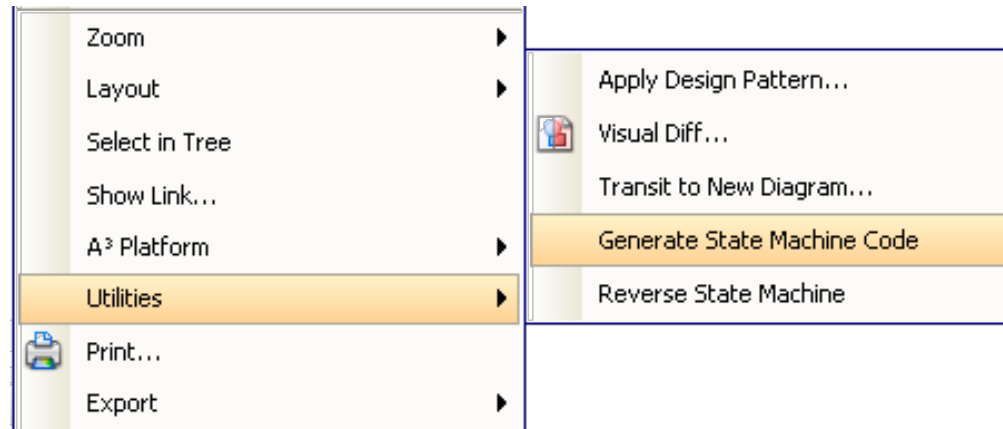 Zoom
Layout
Select in Tree
Show Link...
A³ Platform
Utilities
Print...
Export
Apply Design Pattern...
Visual Diff...
Transit to New Diagram...
Generate State Machine Code
Reverse State Machine